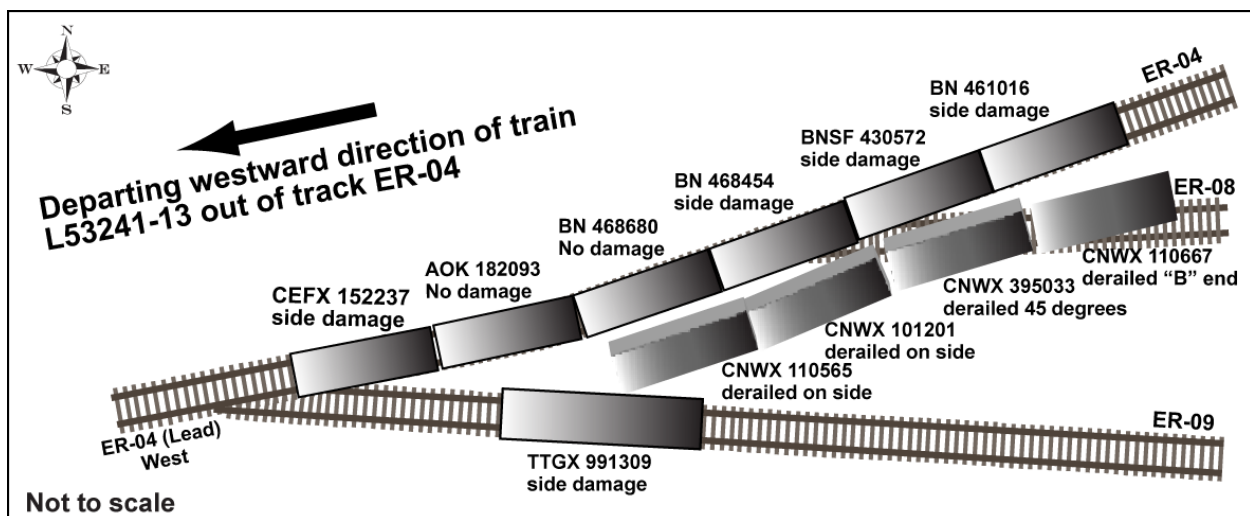 N
W E
S
Departing westward direction of train
L53241-13 out of track ER-04
ER-04
BN 461016
side damage
BNSF 430572
side damage
BN 468454
side damage
BN 468680
No damage
AOK 182093
No damage
CEFX 152237
side damage
ER-08
CNWX 110667
derailed “B” end
CNWX 395033
derailed 45 degrees
CNWX 101201
derailed on side
CNWX 110565
derailed on side
ER-09
ER-04 (Lead)
West
TTGX 991309
side damage
Not to scale